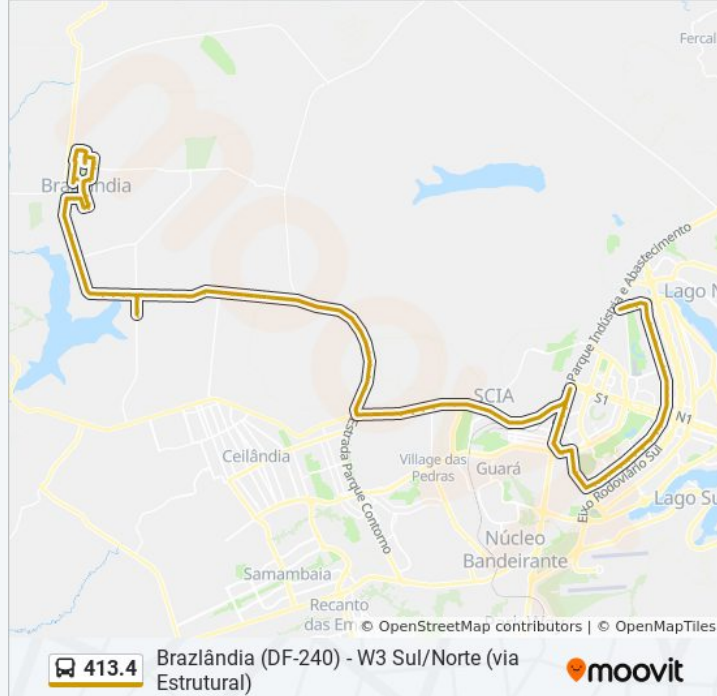 Fercal
Brazlândia
Parque Indústria e Abastecimento
Lago N
SCIA
S1
N1
Estrada Parque Contorno
Ceilândia
Village das
Pedras
Guará
Eixo Rodoviário Sul
Lago Su
Núcleo
Bandeirante
Samambaia
Recanto
das Em
© OpenStreetMap contributors | © OpenMapTiles
413.4
Brazlândia (DF-240) - W3 Sul/Norte (via
Estrutural)
moovit